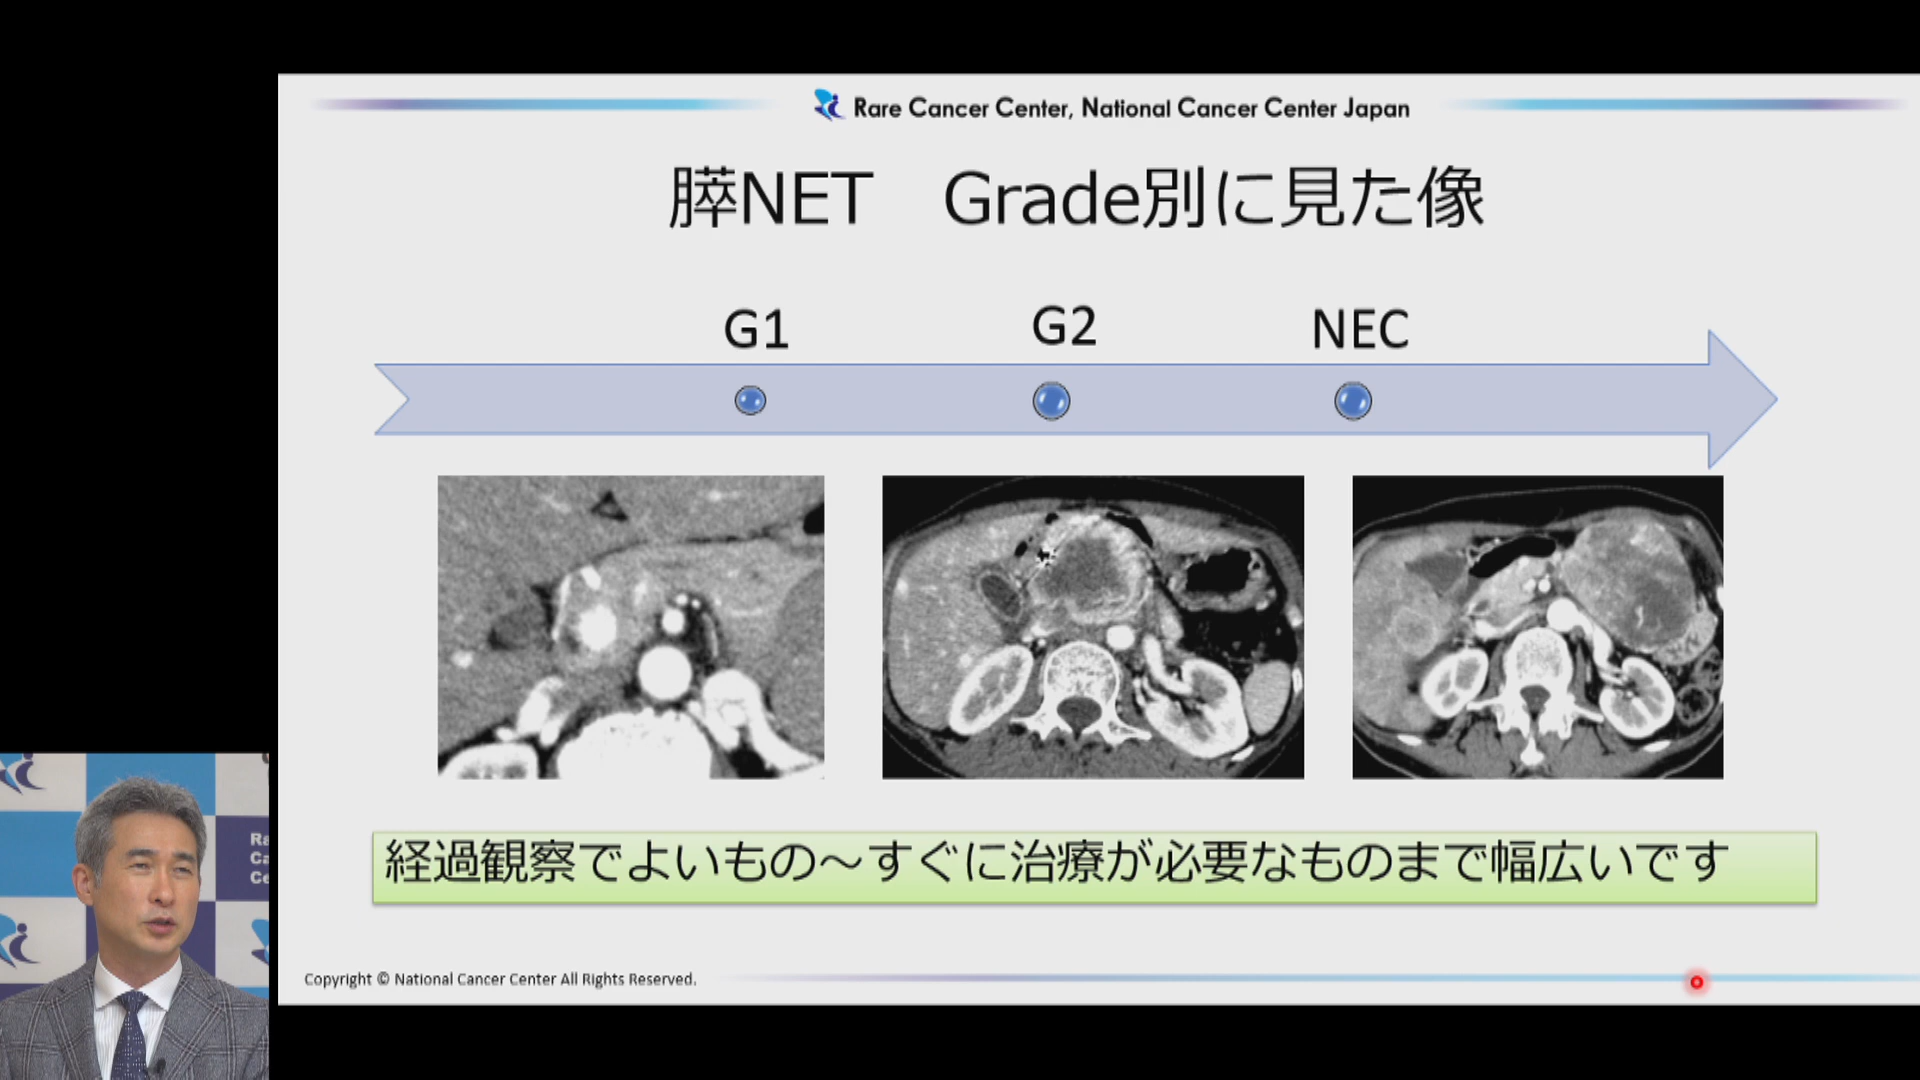 Rare Cancer Center, National Cancer Center Japan
膵NET　Grade別に見た像
G1
G2
NEC
経過観察でよいもの～すぐに治療が必要なものまで幅広いです
Copyright © National Cancer Center All Rights Reserved.
Ra
Ca
Ce